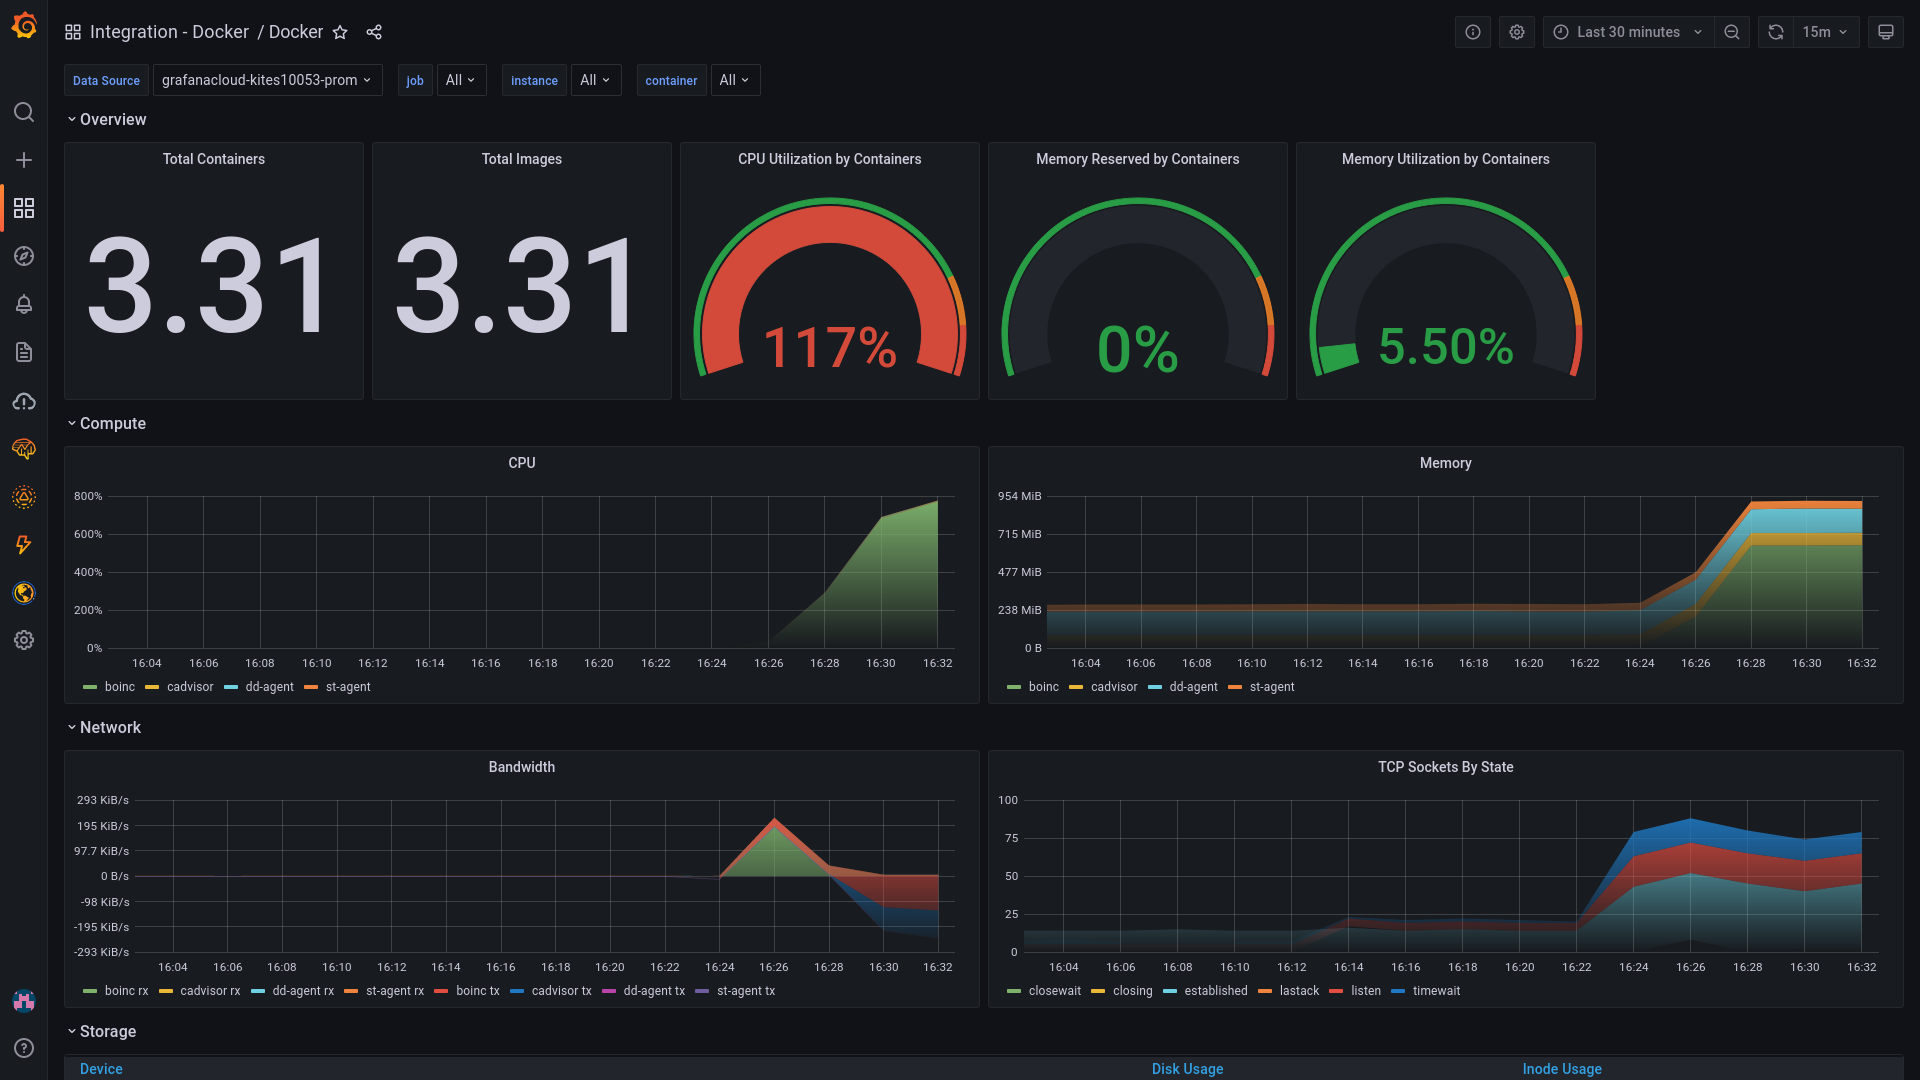 Integration - Docker / Docker
Last 30 minutes 15m
Data Source grafanacloud-kites10053-prom job All instance All container All
Overview
Total Containers
3.31
Total Images
3.31
CPU Utilization by Containers
117%
Memory Reserved by Containers
0%
Memory Utilization by Containers
5.50%
Compute
CPU
800%
600%
400%
200%
0%
16:04 16:06 16:08 16:10 16:12 16:14 16:16 16:18 16:20 16:22 16:24 16:26 16:28 16:30 16:32
boinc cadvisor dd-agent st-agent
Memory
954 MiB
715 MiB
477 MiB
238 MiB
0 B
16:04 16:06 16:08 16:10 16:12 16:14 16:16 16:18 16:20 16:22 16:24 16:26 16:28 16:30 16:32
boinc cadvisor dd-agent st-agent
Network
Bandwidth
293 KiB/s
195 KiB/s
97.7 KiB/s
0 B/s
-98 KiB/s
-195 KiB/s
-293 KiB/s
16:04 16:06 16:08 16:10 16:12 16:14 16:16 16:18 16:20 16:22 16:24 16:26 16:28 16:30 16:32
boinc rx cadvisor rx dd-agent rx st-agent rx boinc tx cadvisor tx dd-agent tx st-agent tx
TCP Sockets By State
100
75
50
25
0
16:04 16:06 16:08 16:10 16:12 16:14 16:16 16:18 16:20 16:22 16:24 16:26 16:28 16:30 16:32
closewait closing established lastack listen timewait
Storage
Device Disk Usage Inode Usage